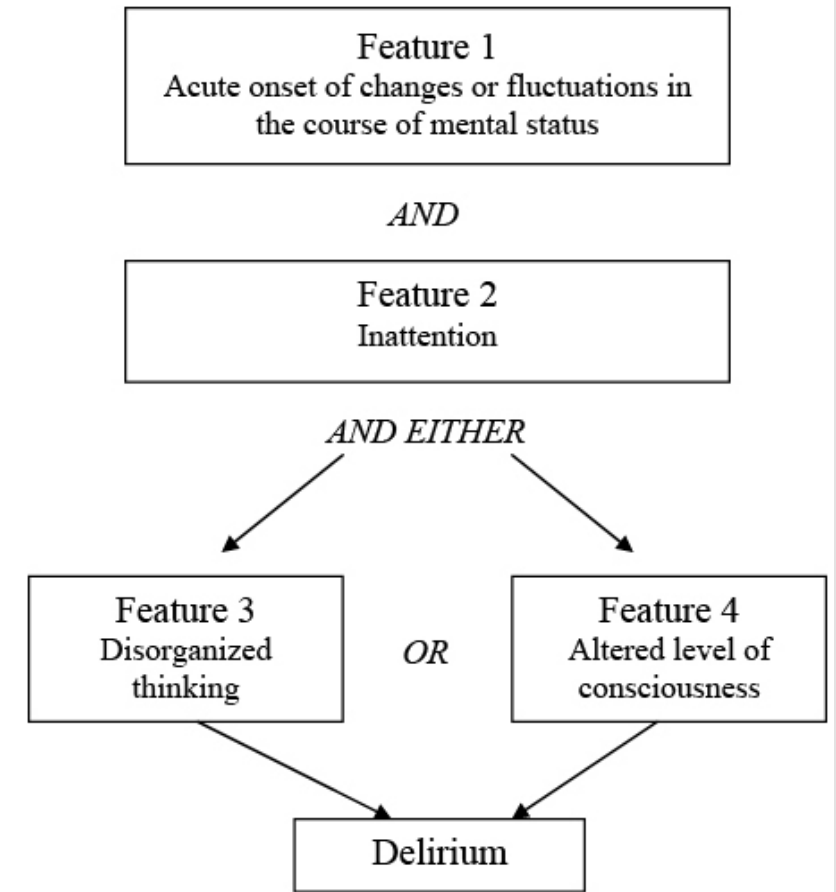 Feature 1
Acute onset of changes or fluctuations in
the course of mental status
AND
Feature 2
Inattention
AND EITHER
Feature 3
Disorganized
thinking
OR
Feature 4
Altered level of
consciousness
Delirium